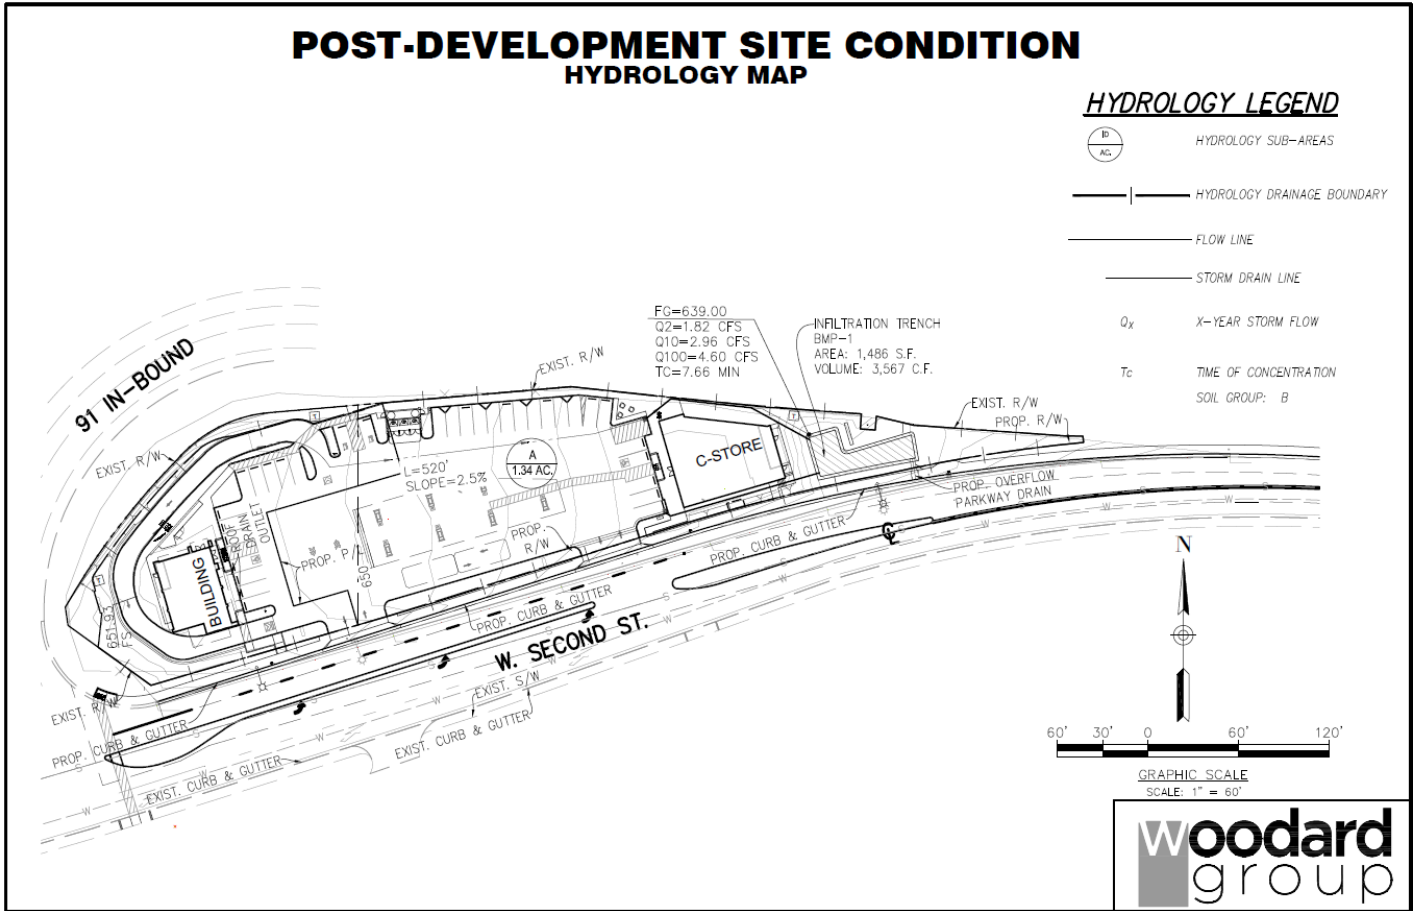 POST-DEVELOPMENT SITE CONDITION
HYDROLOGY MAP
HYDROLOGY LEGEND
ID
AC.
HYDROLOGY SUB-AREAS
HYDROLOGY DRAINAGE BOUNDARY
FLOW LINE
STORM DRAIN LINE
QX
X-YEAR STORM FLOW
Tc
TIME OF CONCENTRATION
SOIL GROUP: B
FG=639.00
Q2=1.82 CFS
Q10=2.96 CFS
Q100=4.60 CFS
TC=7.66 MIN
INFILTRATION TRENCH
BMP-1
AREA: 1,486 S.F.
VOLUME: 3,567 C.F.
91 IN-BOUND
EXIST. R/W
EXIST. R/W
EXIST. R/W
PROP. R/W
A
1.34 AC.
L=520'
SLOPE=2.5%
C-STORE
PROP. OVERFLOW
PARKWAY DRAIN
ROOF
DRAIN
OUTLET
PROP. P/L
650
PROP.
R/W
BUILDING
651.93
FS
PROP. CURB & GUTTER
PROP. CURB & GUTTER
W. SECOND ST.
EXIST. R/W
PROP. CURB & GUTTER
EXIST. S/W
EXIST. CURB & GUTTER
EXIST. CURB & GUTTER
N
60' 30' 0 60' 120'
GRAPHIC SCALE
SCALE: 1" = 60'
woodard
group